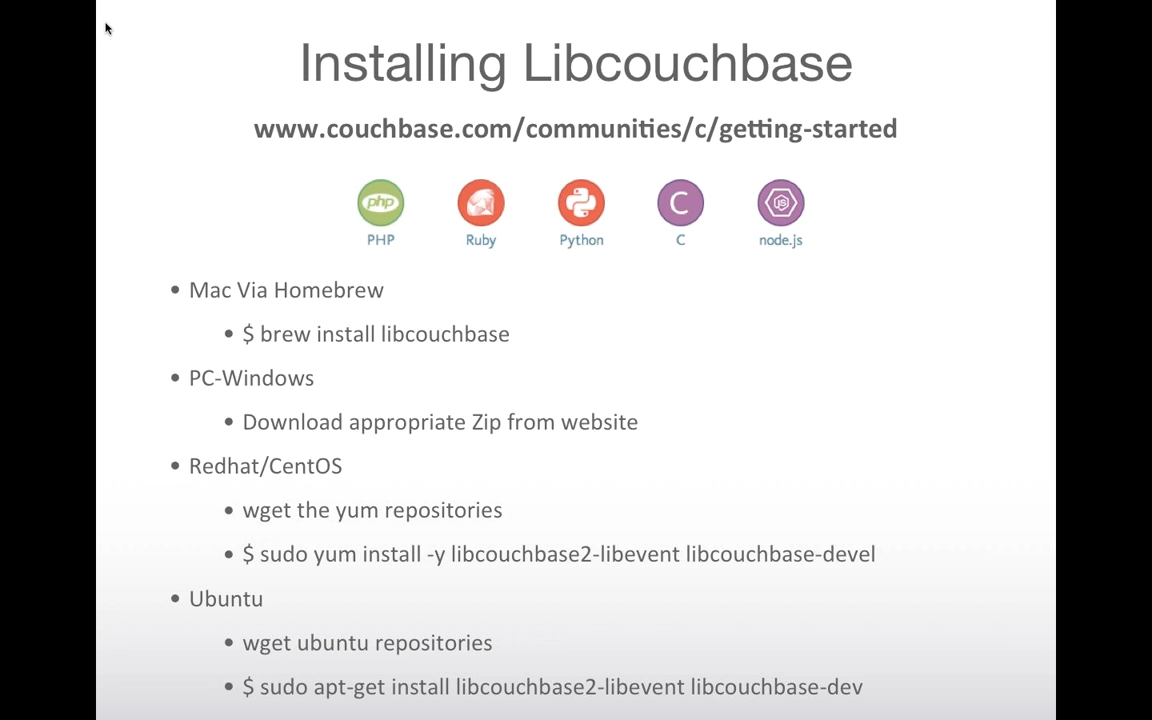 Installing Libcouchbase
www.couchbase.com/communities/c/getting-started
php C JS
PHP Ruby Python C node.js
• Mac Via Homebrew
• $ brew install libcouchbase
• PC-Windows
• Download appropriate Zip from website
• Redhat/CentOS
• wget the yum repositories
• $ sudo yum install -y libcouchbase2-libevent libcouchbase-devel
• Ubuntu
• wget ubuntu repositories
• $ sudo apt-get install libcouchbase2-libevent libcouchbase-dev